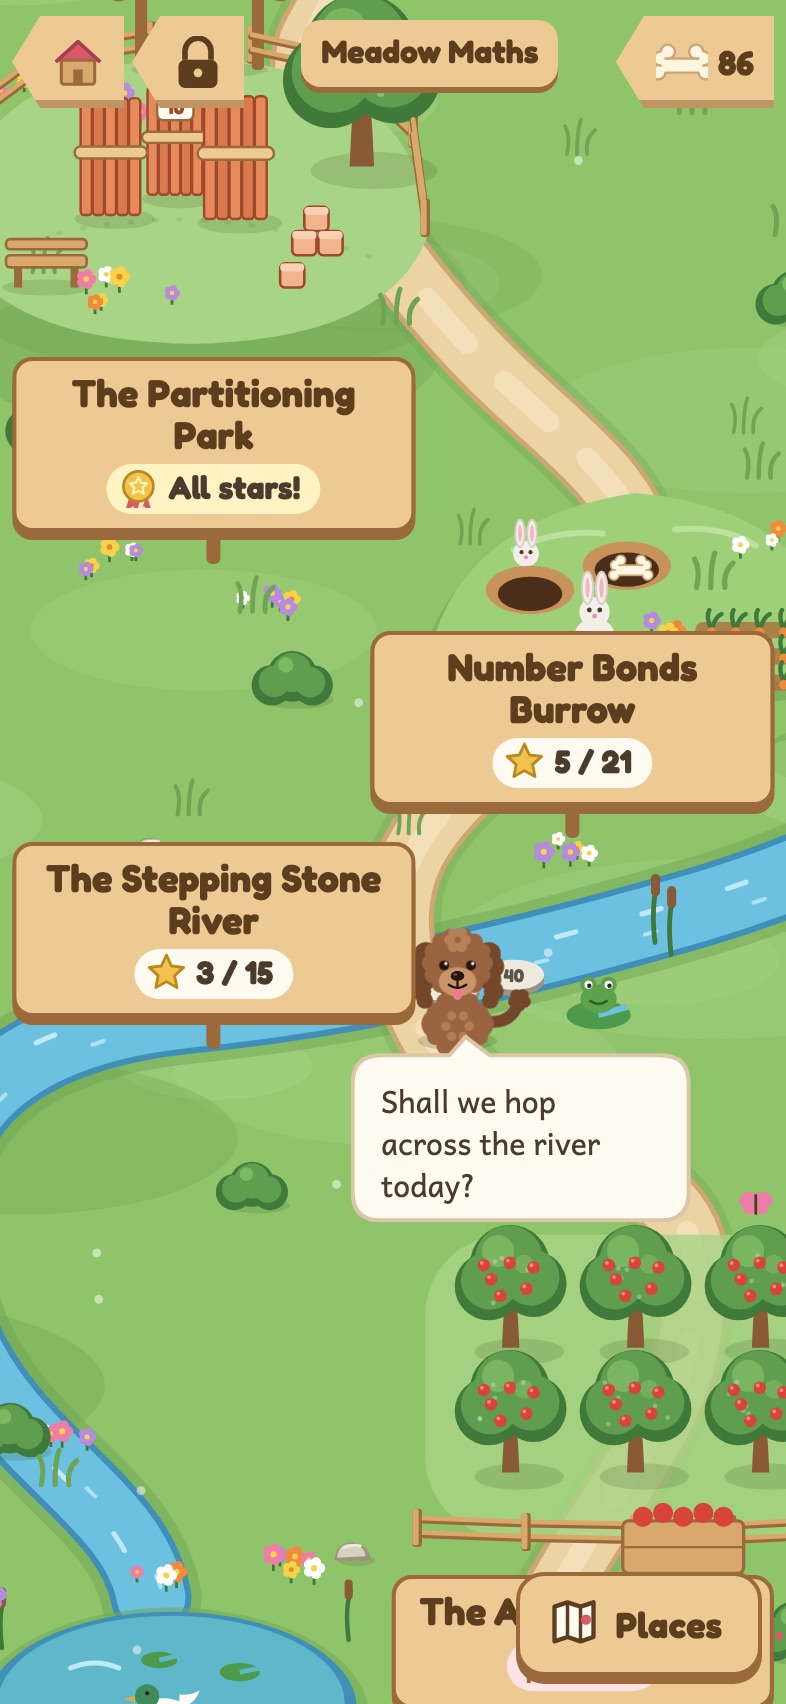 Meadow Maths
86
The Partitioning
Park
All stars!
Number Bonds
Burrow
5 / 21
The Stepping Stone
River
3 / 15
40
Shall we hop
across the river
today?
The A
Places